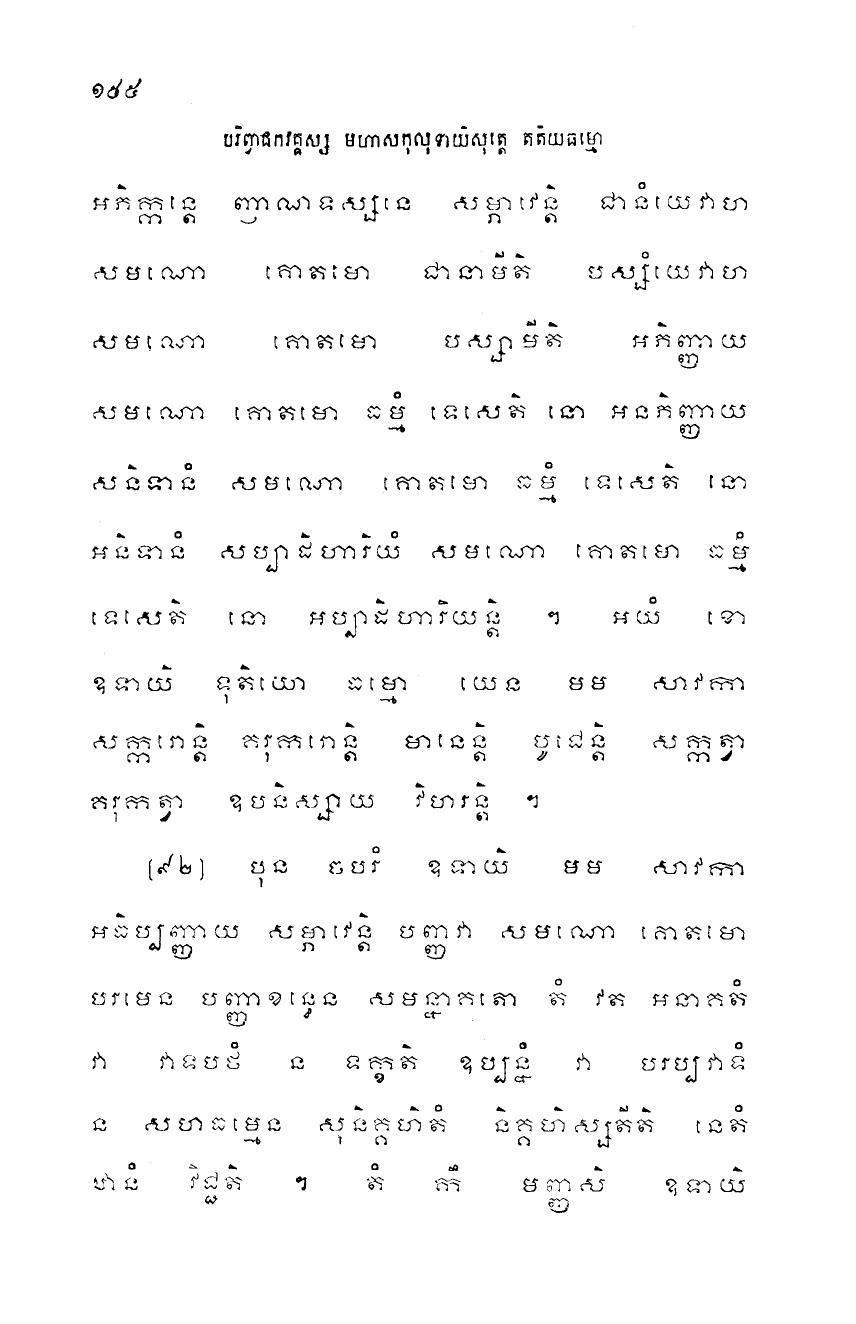 ១៨៥
បរិព្វាជកវគ្គស្ស មហាសកុលុទាយិសុត្តេ តតិយធម្មោ
អភិក្កន្តេ ញាណទស្សនេ សម្ភាវេន្តិ ជានំយេវាហ
សមណោ គោតមោ ជានាមីតិ បស្សំយេវាហ
សមណោ គោតមោ បស្សាមីតិ អភិញ្ញាយ
សមណោ គោតមោ ធម្មំ ទេសេតិ នោ អនភិញ្ញាយ
សនិទានំ សមណោ គោតមោ ធម្មំ ទេសេតិ នោ
អនិទានំ សប្បាដិហារិយំ សមណោ គោតមោ ធម្មំ
ទេសេតិ នោ អប្បាដិហារិយន្តិ ។ អយំ ខោ
ឧទាយិ ទុតិយោ ធម្មោ យេន មម សាវកា
សក្ករោន្តិ គរុករោន្តិ មានេន្តិ បូជេន្តិ សក្កត្វា
គរុកត្វា ឧបនិស្សាយ វិហរន្តិ ។
[៩២] បុន ចបរំ ឧទាយិ មម សាវកា
អធិប្បញ្ញាយ សម្ភាវេន្តិ បញ្ញវា សមណោ គោតមោ
បរមេន បញ្ញាខន្ធេន សមន្នាគតោ តំ វត អនាគតំ
វា វាទបថំ ន ទក្ខតិ ឧប្បន្នំ វា បរប្បវាទំ
ន សហធម្មេន សុនិគ្គហិតំ និគ្គហិស្សតីតិ នេតំ
ឋានំ វិជ្ជតិ ។ តំ កឹ មញ្ញសិ ឧទាយិ